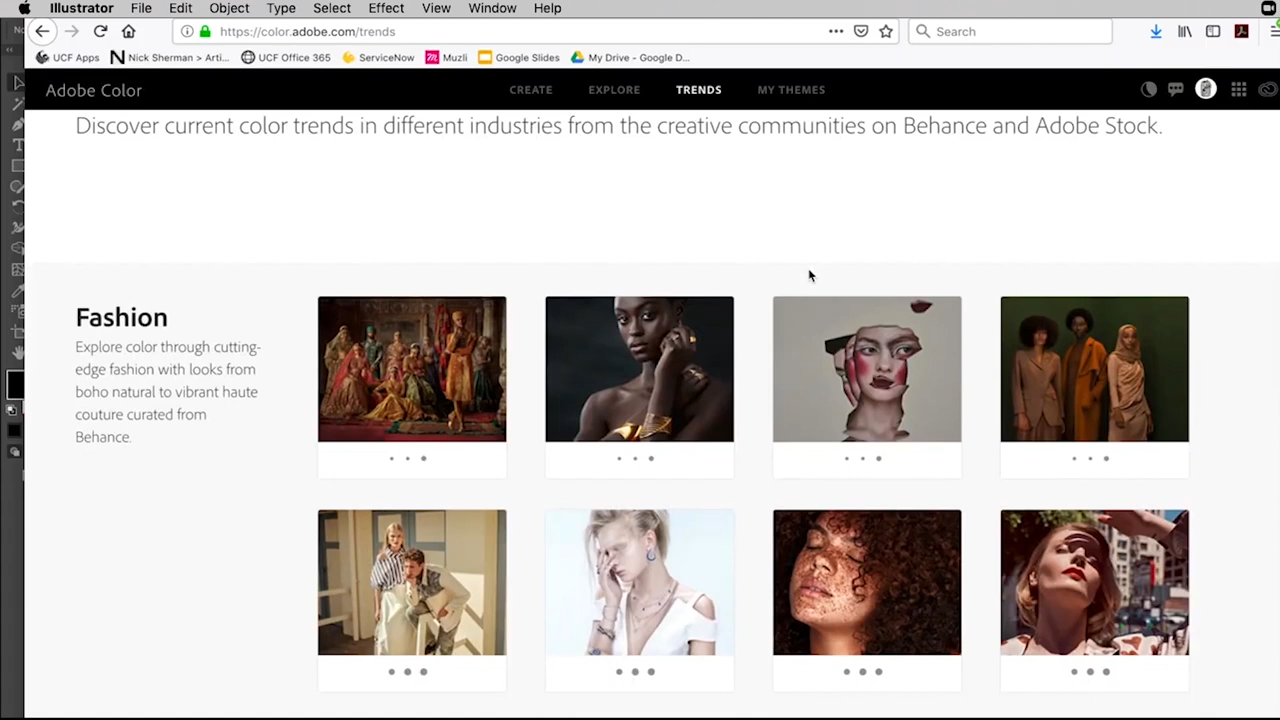 Illustrator File Edit Object Type Select Effect View Window Help
https://color.adobe.com/trends
Search
UCF Apps Nick Sherman > Arti... UCF Office 365 ServiceNow Muzli Google Slides My Drive - Google D...
Adobe Color CREATE EXPLORE TRENDS MY THEMES
Discover current color trends in different industries from the creative communities on Behance and Adobe Stock.
Fashion
Explore color through cutting-
edge fashion with looks from
boho natural to vibrant haute
couture curated from
Behance.